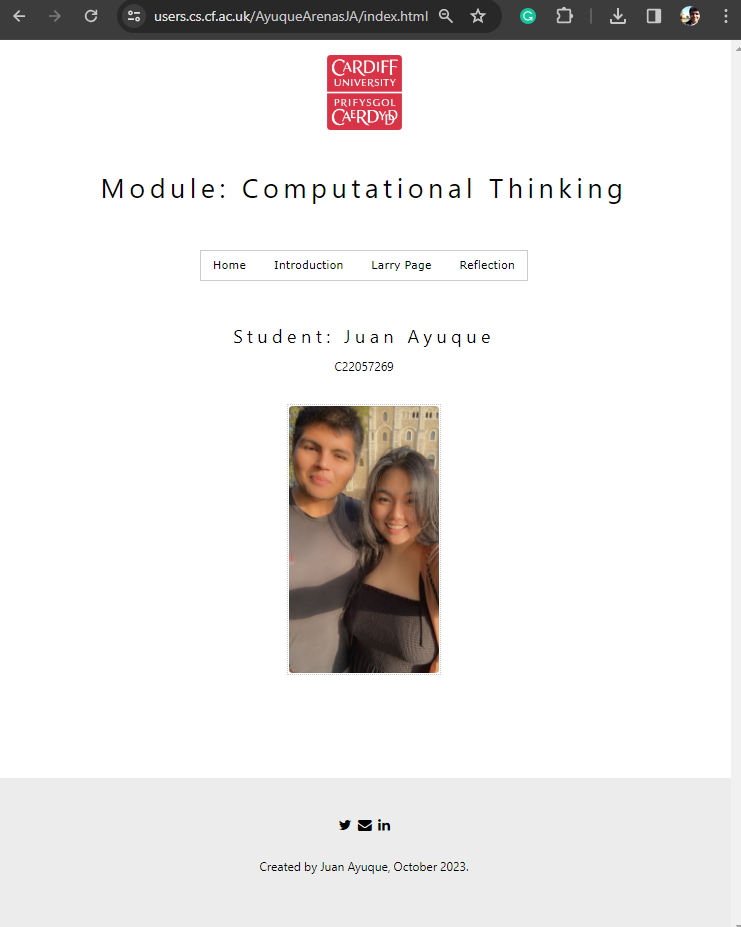 users.cs.cf.ac.uk/AyuqueArenasJA/index.html
CARDIFF
UNIVERSITY
PRIFYSGOL
CAERDYDD
Module: Computational Thinking
Home Introduction Larry Page Reflection
Student: Juan Ayuque
C22057269
Created by Juan Ayuque, October 2023.